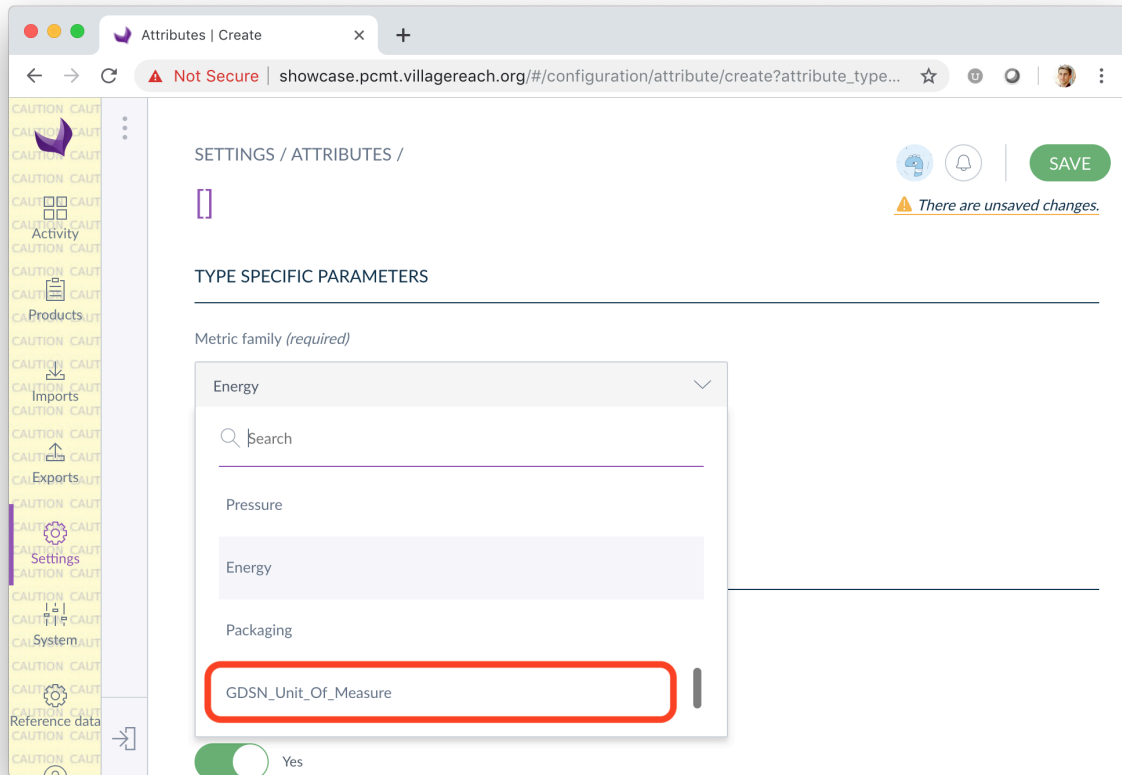 Attributes | Create
Not Secure | showcase.pcmt.villagereach.org/#/configuration/attribute/create?attribute_type...
CAUTION CAUT
Activity
Products
Imports
Exports
Settings
System
Reference data
SETTINGS / ATTRIBUTES /
[]
SAVE
There are unsaved changes.
TYPE SPECIFIC PARAMETERS
Metric family (required)
Energy
Search
Pressure
Energy
Packaging
GDSN_Unit_Of_Measure
Yes